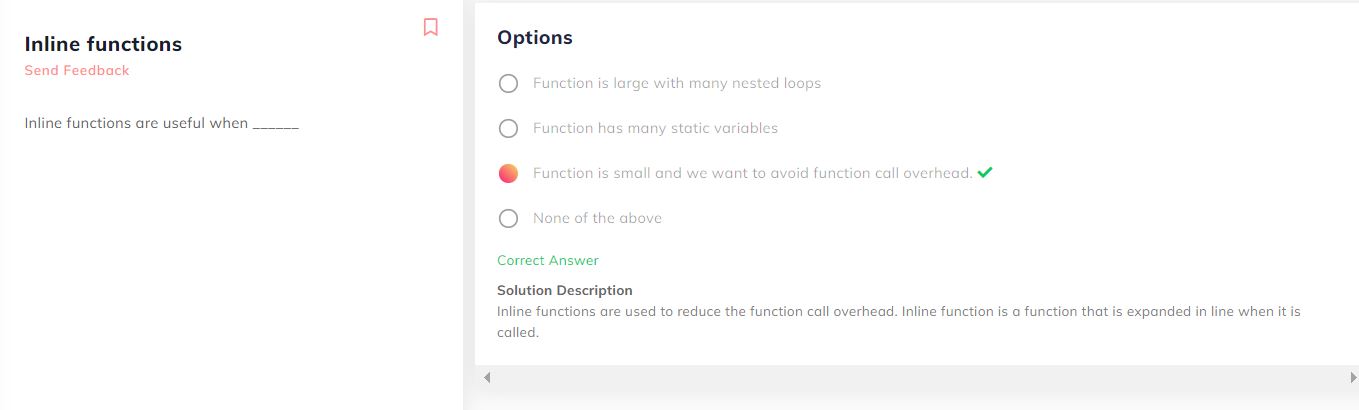 Inline functions
Send Feedback
Inline functions are useful when ______
Options
Function is large with many nested loops
Function has many static variables
Function is small and we want to avoid function call overhead.
None of the above
Correct Answer
Solution Description
Inline functions are used to reduce the function call overhead. Inline function is a function that is expanded in line when it is
called.